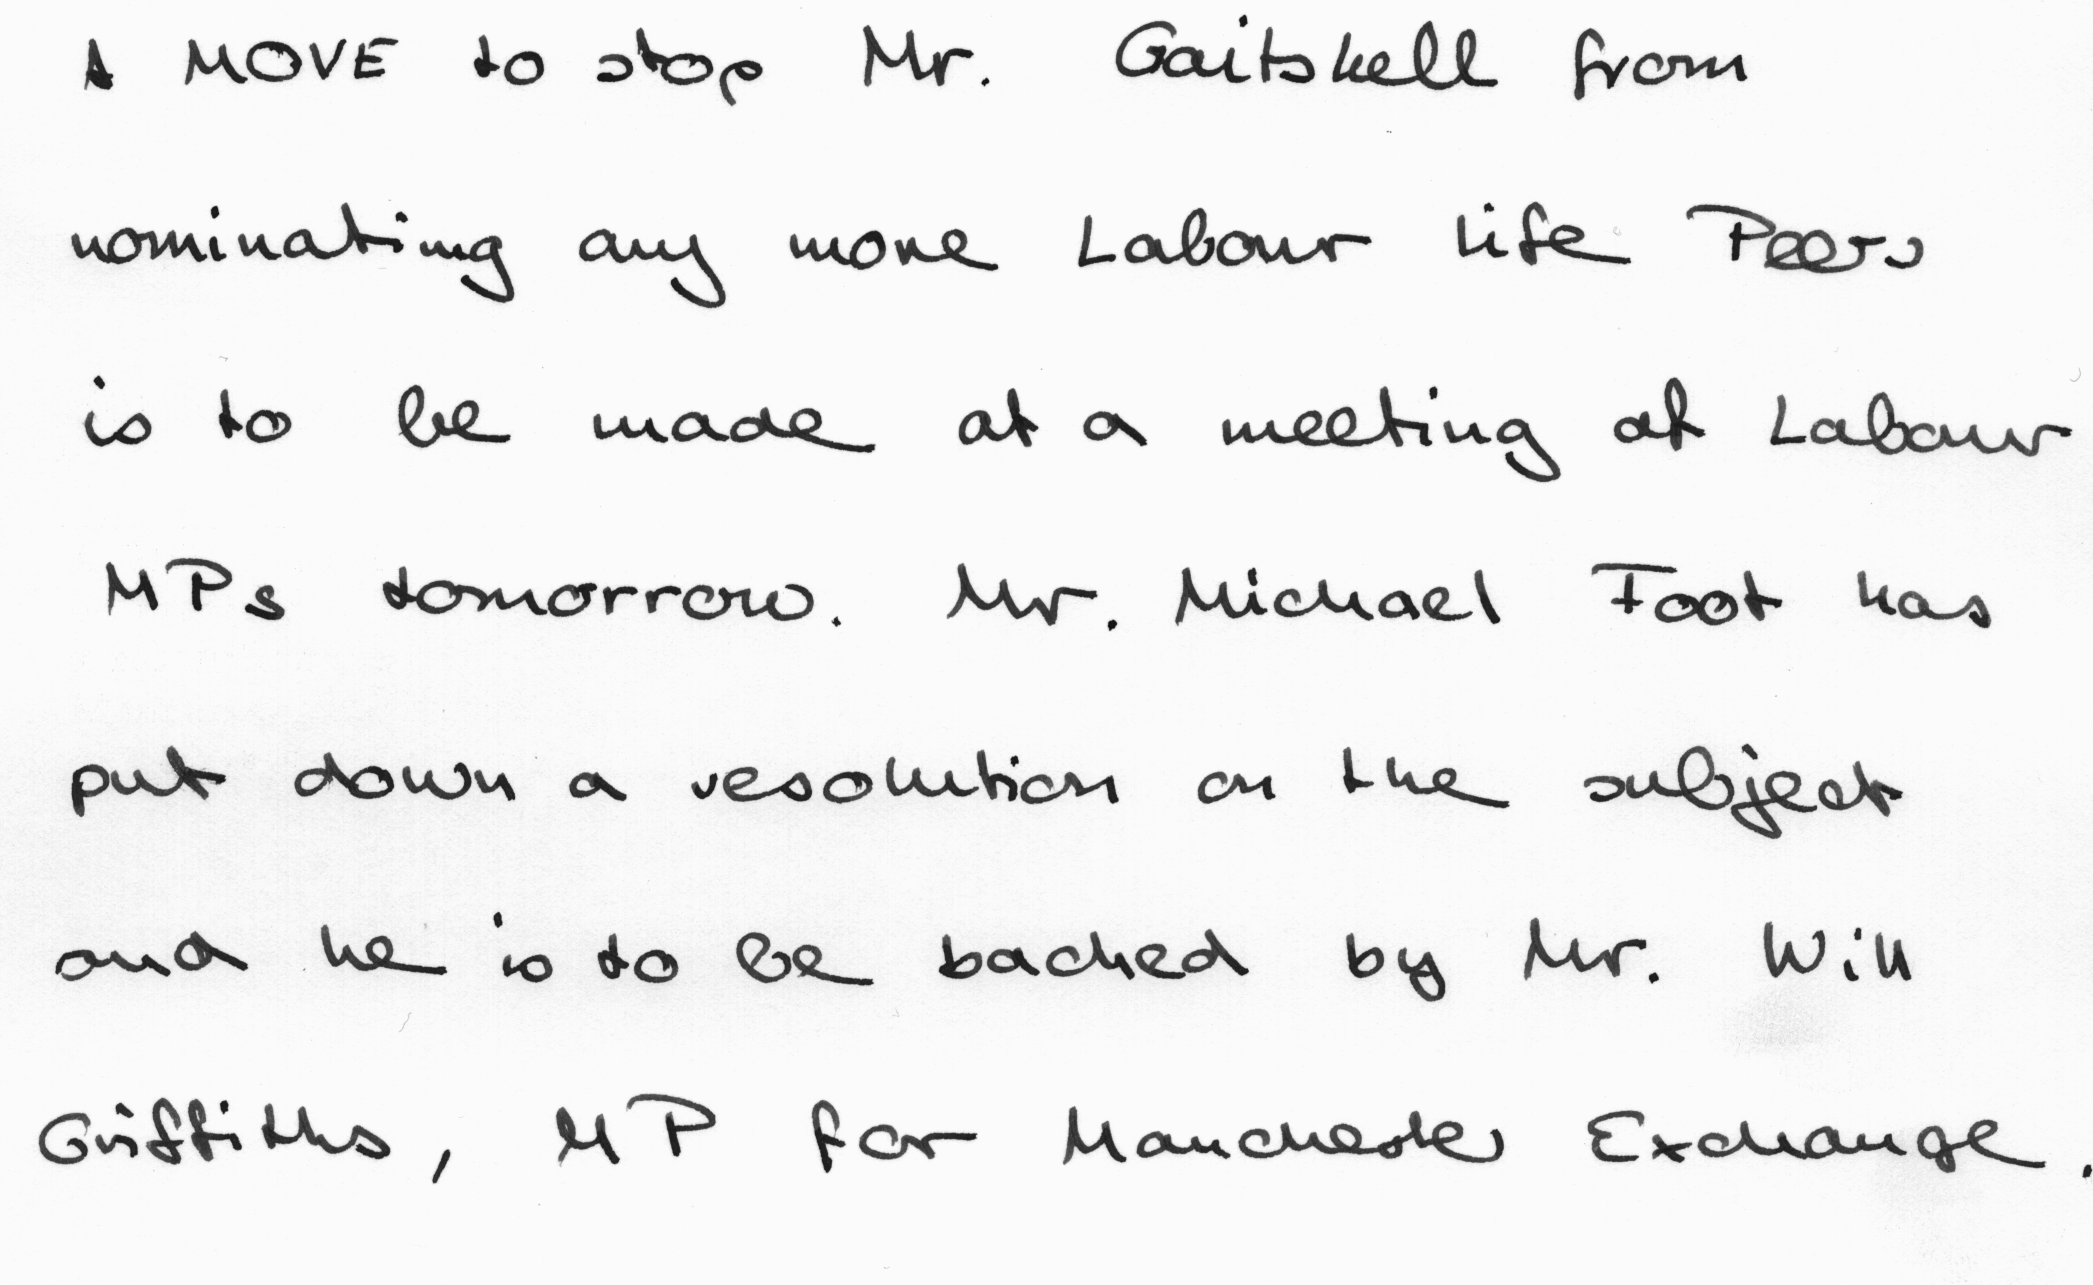 A MOVE to stop Mr. Gaitskell from
nominating any more Labour life Peers
is to be made at a meeting of Labour
MPs tomorrow. Mr. Michael Foot has
put down a resolution on the subject
and he is to be backed by Mr. Will
Griffiths, MP for Manchester Exchange.